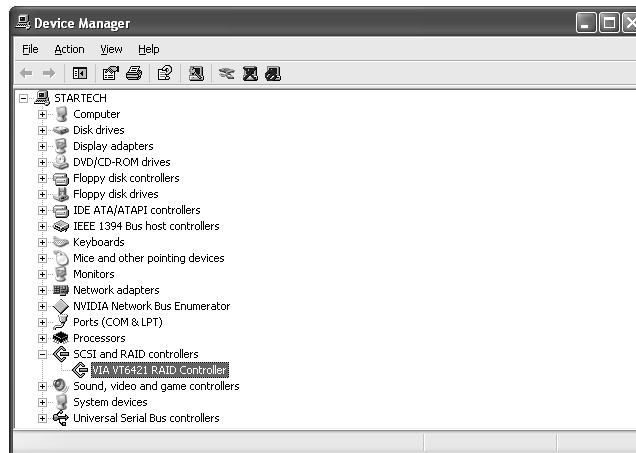 Device Manager
File Action View Help
STARTECH
Computer
Disk drives
Display adapters
DVD/CD-ROM drives
Floppy disk controllers
Floppy disk drives
IDE ATA/ATAPI controllers
IEEE 1394 Bus host controllers
Keyboards
Mice and other pointing devices
Monitors
Network adapters
NVIDIA Network Bus Enumerator
Ports (COM & LPT)
Processors
SCSI and RAID controllers
VIA VT6421 RAID Controller
Sound, video and game controllers
System devices
Universal Serial Bus controllers